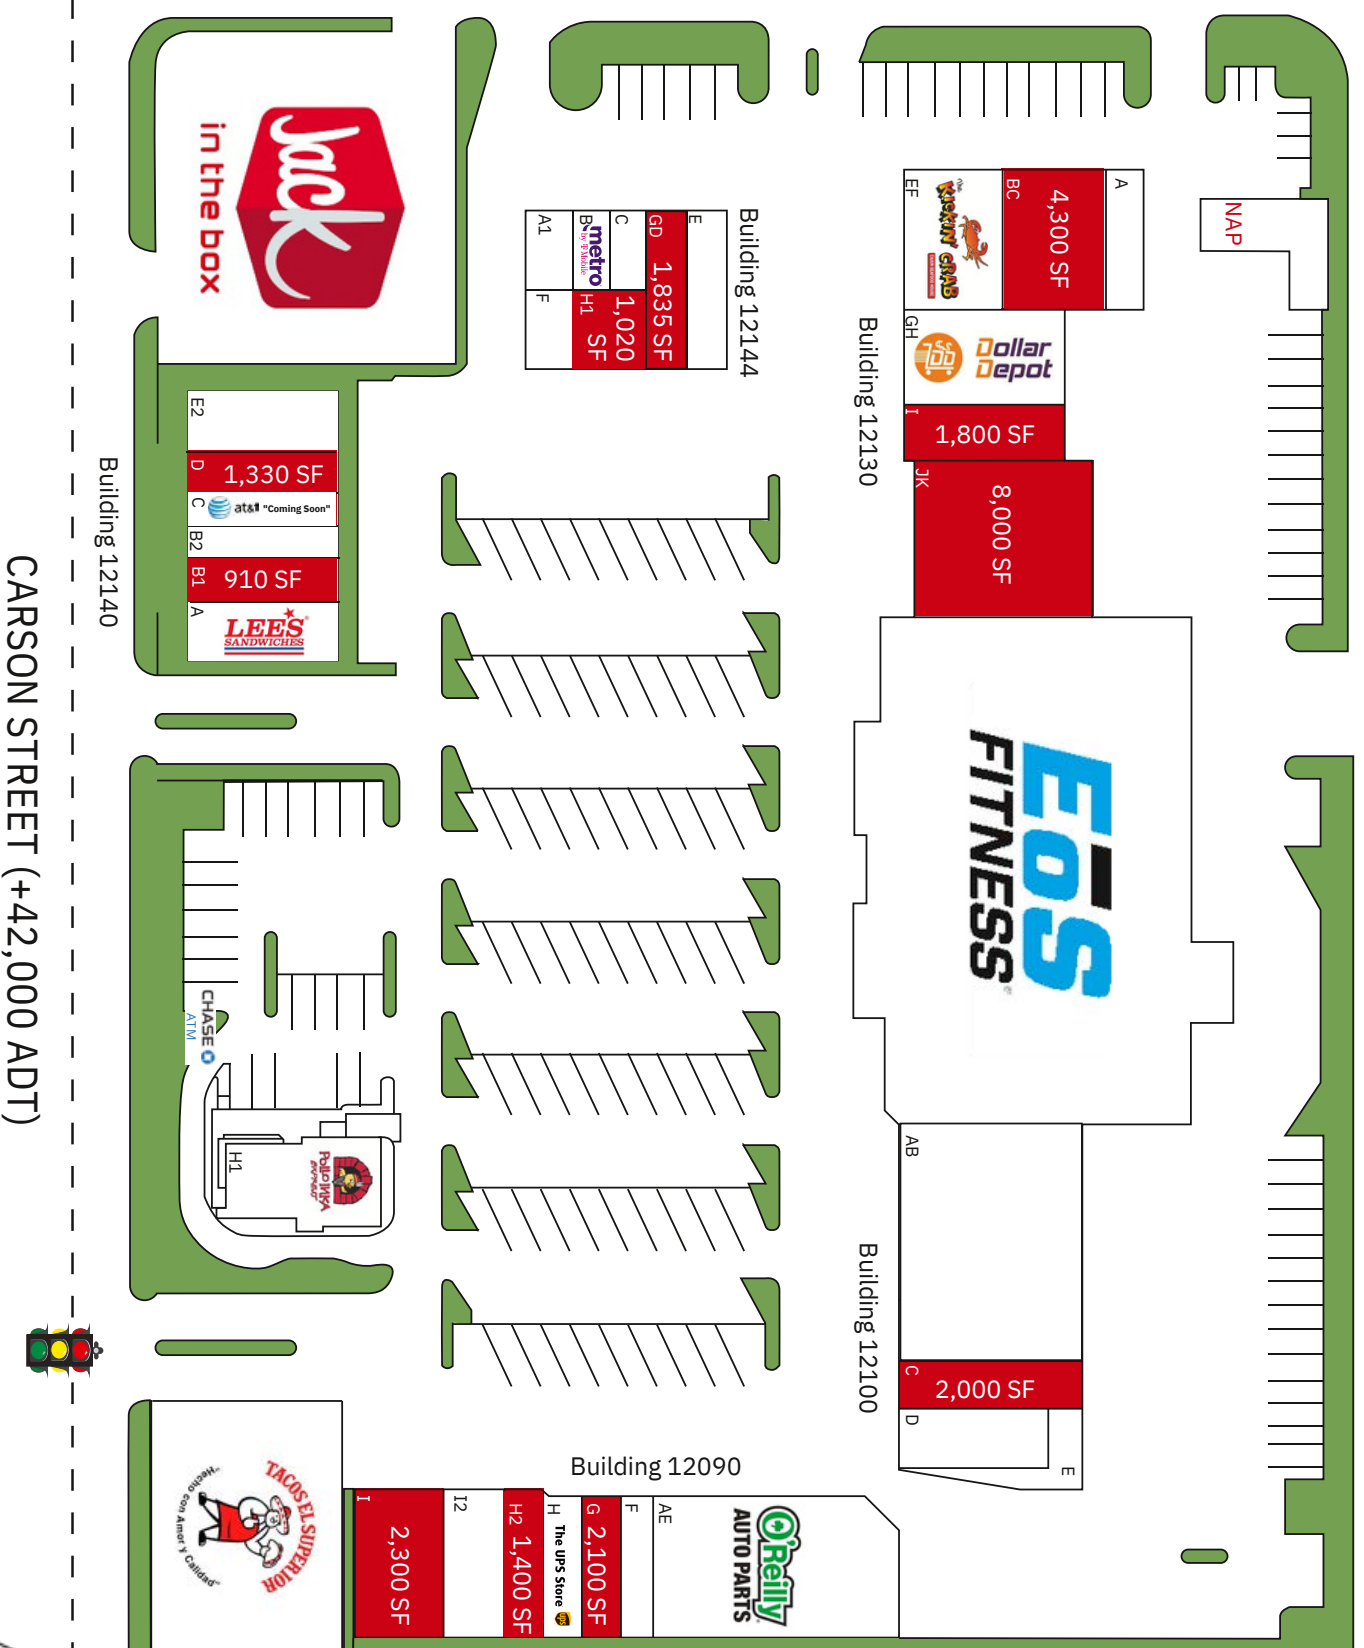 Jack
in the box
E
GD
1,835 SF
C
B
metro
by T Mobile
A1
H1
1,020
SF
F
Building 12144
A
BC
4,300 SF
EF
The
KICKIN' CRAB
GH
Dollar
Depot
I
1,800 SF
JK
8,000 SF
Building 12130
NAP
E2
D
1,330 SF
C
at&t "Coming Soon"
B2
B1
910 SF
A
LEE'S
SANDWICHES
Building 12140
CARSON STREET (+42,000 ADT)
EōS
FITNESS
CHASE
ATM
H1
POLLO INKA
EXPRESS
AB
C
2,000 SF
D
E
Building 12100
TACOS EL SUPERIOR
"Hecho con Amor y Calidad"
Building 12090
I
2,300 SF
I2
H2
1,400 SF
H
The UPS Store
ups
G
2,100 SF
F
AE
O'Reilly
AUTO PARTS